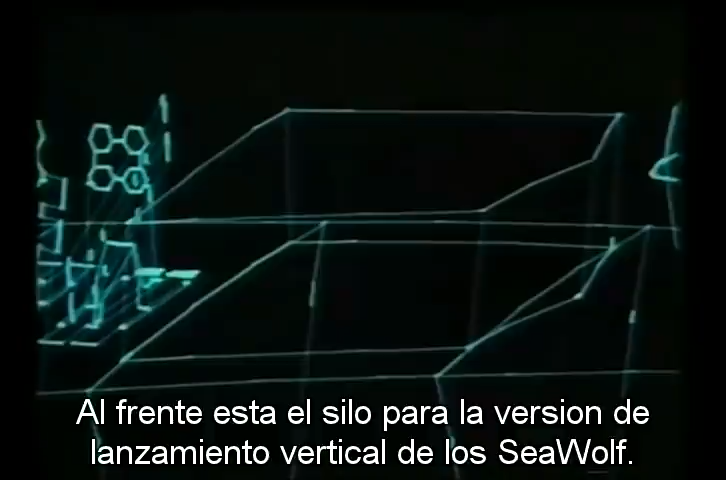 Al frente esta el silo para la version de
lanzamiento vertical de los SeaWolf.